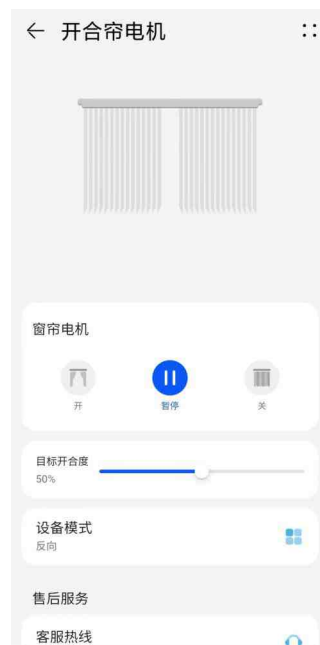 开合帘电机
窗帘电机
开
暂停
关
目标开合度
50%
设备模式
反向
售后服务
客服热线